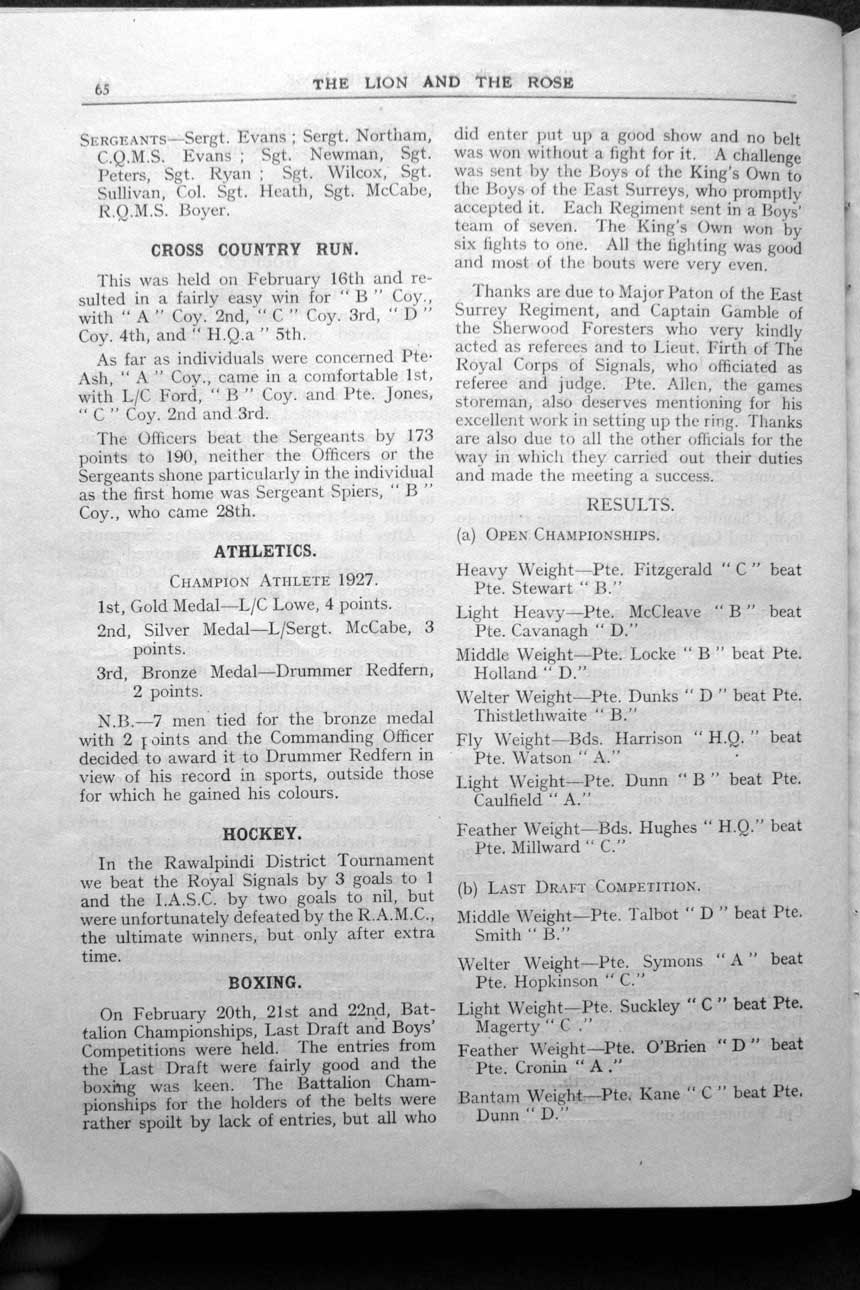 65
THE LION AND THE ROSE
SERGEANTS—Sergt. Evans ; Sergt. Northam,
C.Q.M.S. Evans ; Sgt. Newman, Sgt.
Peters, Sgt. Ryan ; Sgt. Wilcox, Sgt.
Sullivan, Col. Sgt. Heath, Sgt. McCabe,
R.Q.M.S. Boyer.
CROSS COUNTRY RUN.
This was held on February 16th and re-
sulted in a fairly easy win for “ B ” Coy.,
with “ A ” Coy. 2nd, “ C ” Coy. 3rd, “ D ”
Coy. 4th, and “ H.Q.a ” 5th.
As far as individuals were concerned Pte.
Ash, “ A ” Coy., came in a comfortable 1st,
with L/C Ford, “ B ” Coy. and Pte. Jones,
“ C ” Coy. 2nd and 3rd.
The Officers beat the Sergeants by 173
points to 190, neither the Officers or the
Sergeants shone particularly in the individual
as the first home was Sergeant Spiers, “ B ”
Coy., who came 28th.
ATHLETICS.
CHAMPION ATHLETE 1927.
1st, Gold Medal—L/C Lowe, 4 points.
2nd, Silver Medal—L/Sergt. McCabe, 3
points.
3rd, Bronze Medal—Drummer Redfern,
2 points.
N.B.—7 men tied for the bronze medal
with 2 points and the Commanding Officer
decided to award it to Drummer Redfern in
view of his record in sports, outside those
for which he gained his colours.
HOCKEY.
In the Rawalpindi District Tournament
we beat the Royal Signals by 3 goals to 1
and the I.A.S.C. by two goals to nil, but
were unfortunately defeated by the R.A.M.C.,
the ultimate winners, but only after extra
time.
BOXING.
On February 20th, 21st and 22nd, Bat-
talion Championships, Last Draft and Boys’
Competitions were held. The entries from
the Last Draft were fairly good and the
boxing was keen. The Battalion Cham-
pionships for the holders of the belts were
rather spoilt by lack of entries, but all who
did enter put up a good show and no belt
was won without a fight for it. A challenge
was sent by the Boys of the King’s Own to
the Boys of the East Surreys, who promptly
accepted it. Each Regiment sent in a Boys’
team of seven. The King’s Own won by
six fights to one. All the fighting was good
and most of the bouts were very even.
Thanks are due to Major Paton of the East
Surrey Regiment, and Captain Gamble of
the Sherwood Foresters who very kindly
acted as referees and to Lieut. Firth of The
Royal Corps of Signals, who officiated as
referee and judge. Pte. Allen, the games
storeman, also deserves mentioning for his
excellent work in setting up the ring. Thanks
are also due to all the other officials for the
way in which they carried out their duties
and made the meeting a success.
RESULTS.
(a) OPEN CHAMPIONSHIPS.
Heavy Weight—Pte. Fitzgerald “ C ” beat
Pte. Stewart “ B.”
Light Heavy—Pte. McCleave “ B ” beat
Pte. Cavanagh “ D.”
Middle Weight—Pte. Locke “ B ” beat Pte.
Holland “ D.”
Welter Weight—Pte. Dunks “ D ” beat Pte.
Thistlethwaite “ B.”
Fly Weight—Bds. Harrison “ H.Q. ” beat
Pte. Watson “ A.”
Light Weight—Pte. Dunn “ B ” beat Pte.
Caulfield “ A.”
Feather Weight—Bds. Hughes “ H.Q.” beat
Pte. Millward “ C.”
(b) LAST DRAFT COMPETITION.
Middle Weight—Pte. Talbot “ D ” beat Pte.
Smith “ B.”
Welter Weight—Pte. Symons “ A ” beat
Pte. Hopkinson “ C.”
Light Weight—Pte. Suckley “ C ” beat Pte.
Magerty “ C .”
Feather Weight—Pte. O’Brien “ D ” beat
Pte. Cronin “ A .”
Bantam Weight—Pte. Kane “ C ” beat Pte.
Dunn “ D.”